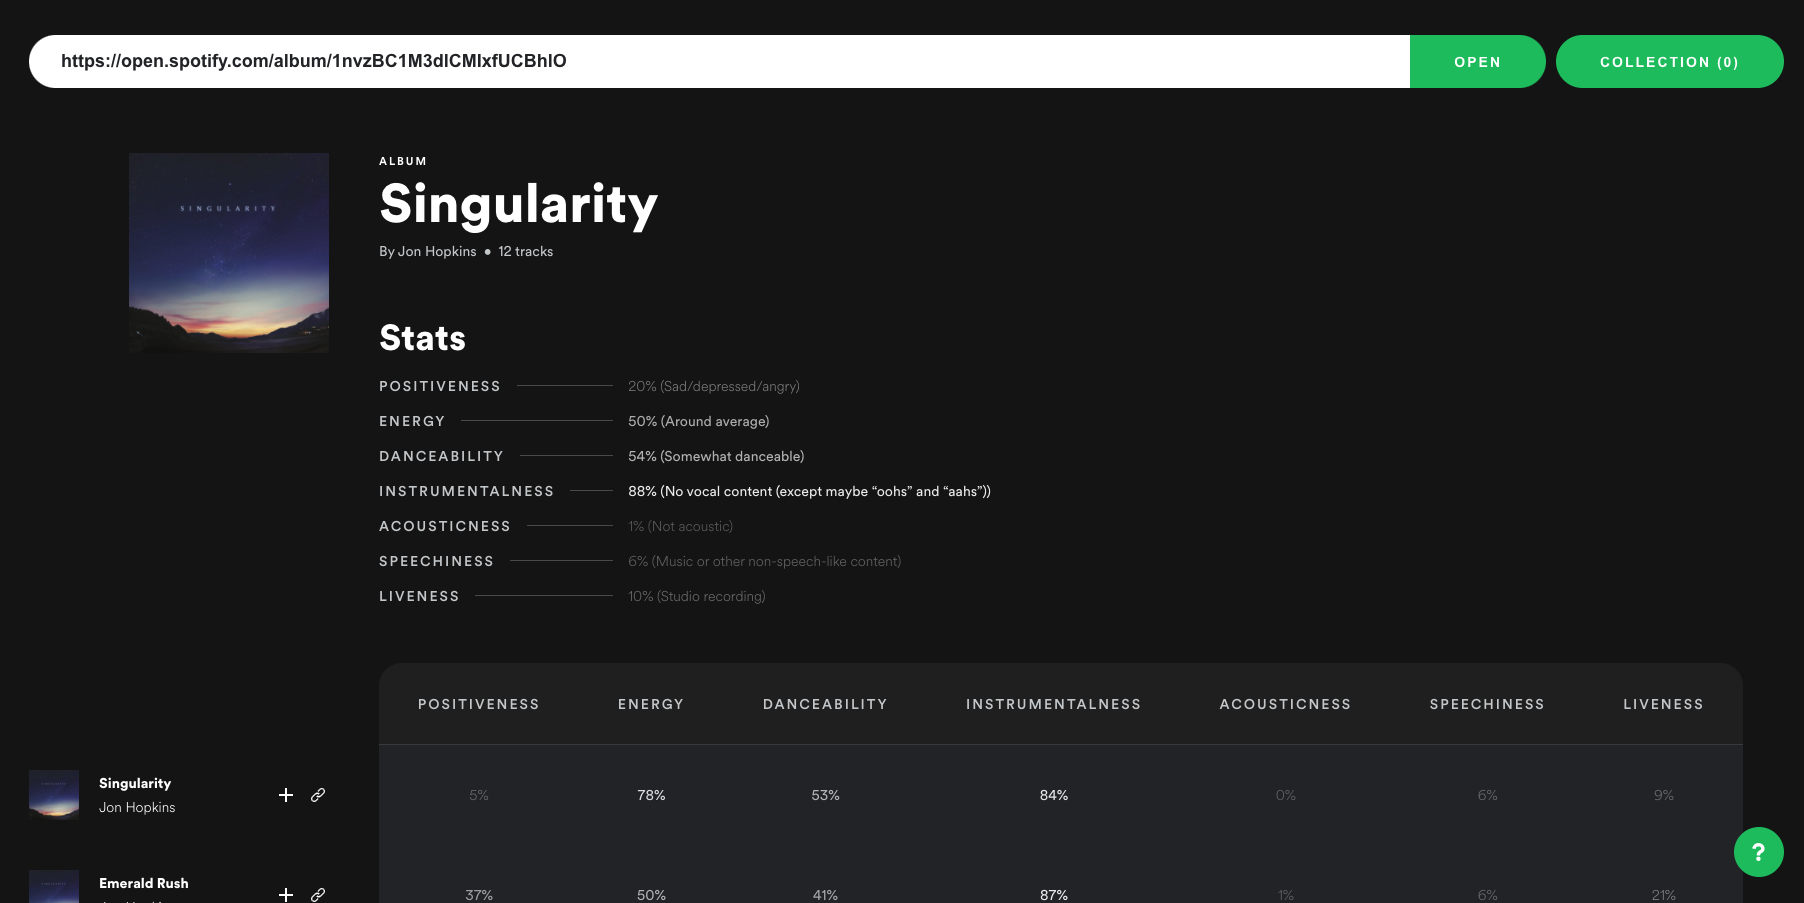 https://open.spotify.com/album/1nvzBC1M3dlCMIxfUCBhlO
OPEN
COLLECTION (0)
SINGULARITY
ALBUM
Singularity
By Jon Hopkins • 12 tracks
Stats
POSITIVENESS 20% (Sad/depressed/angry)
ENERGY 50% (Around average)
DANCEABILITY 54% (Somewhat danceable)
INSTRUMENTALNESS 88% (No vocal content (except maybe “oohs” and “aahs”))
ACOUSTICNESS 1% (Not acoustic)
SPEECHINESS 6% (Music or other non-speech-like content)
LIVENESS 10% (Studio recording)
POSITIVENESS ENERGY DANCEABILITY INSTRUMENTALNESS ACOUSTICNESS SPEECHINESS LIVENESS
Singularity
Jon Hopkins
5% 78% 53% 84% 0% 6% 9%
?
Emerald Rush
37% 50% 41% 87% 1% 6% 21%